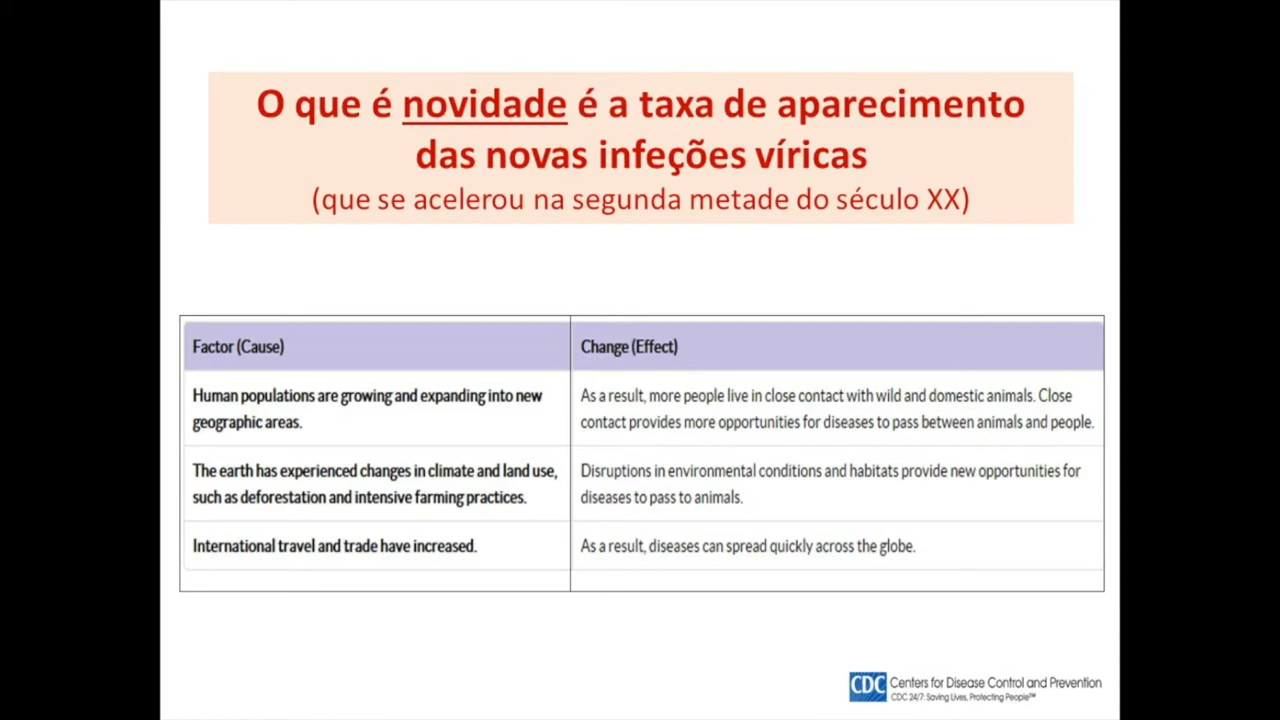 O que é novidade é a taxa de aparecimento
das novas infeções víricas
(que se acelerou na segunda metade do século XX)
Factor (Cause)
Change (Effect)
Human populations are growing and expanding into new
geographic areas.
As a result, more people live in close contact with wild and domestic animals. Close
contact provides more opportunities for diseases to pass between animals and people.
The earth has experienced changes in climate and land use,
such as deforestation and intensive farming practices.
Disruptions in environmental conditions and habitats provide new opportunities for
diseases to pass to animals.
International travel and trade have increased.
As a result, diseases can spread quickly across the globe.
CDC
Centers for Disease Control and Prevention
CDC 24/7: Saving Lives, Protecting People™